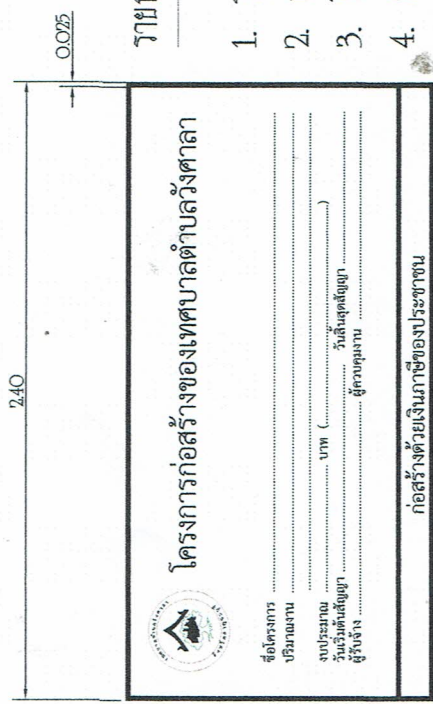 2.40
0.025
โครงการก่อสร้างของเทศบาลตำบลวังศาลา
ชื่อโครงการ
ปริมาณงาน
งบประมาณ บาท ( )
วันเริ่มต้นสัญญา วันสิ้นสุดสัญญา
ผู้รับจ้าง ผู้ควบคุมงาน
ก่อสร้างด้วยเงินภาษีของประชาชน
1.
2.
3.
4.